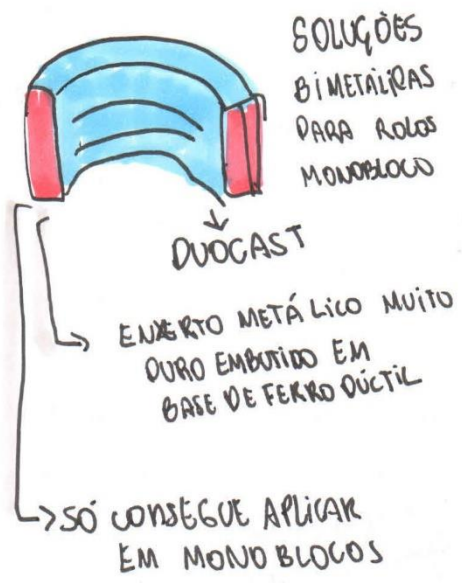 SOLUÇÕES
BIMETÁLICAS
PARA ROLOS
MONOBLOCO
DUOCAST
ENXERTO METÁLICO MUITO
DURO EMBUTIDO EM
BASE DE FERRO DÚCTIL
SÓ CONSEGUE APLICAR
EM MONOBLOCOS